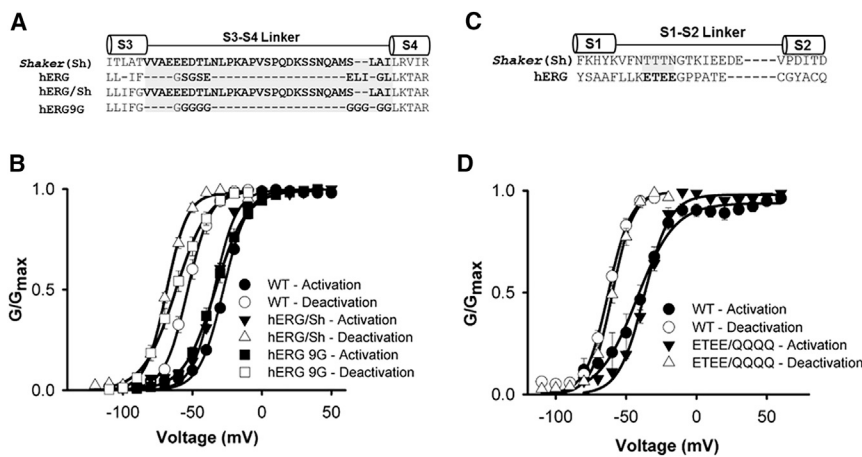 A
S3-S4 Linker
S3
S4
Shaker(Sh) ITLATVVAEEEDTLNLPKAPVSPQDKSSNQAMS--LAILRVIR
hERG LL-IF---GSGSE-----------------ELI-GLLKTAR
hERG/Sh LLIFGVVAEEEDTLNLPKAPVSPQDKSSNQAMS--LAILKTAR
hERG9G LLIFG---GGGG------------------GGG-GGLKTAR
C
S1-S2 Linker
S1
S2
Shaker(Sh) FKHYKVFNTTTNGTKIEEDE-----VPDITD
hERG YSAAFLLKETEEGPPATE-------CGYACQ
B
G/Gmax
1.0
0.5
0.0
-100
-50
0
50
Voltage (mV)
WT - Activation
WT - Deactivation
hERG/Sh - Activation
hERG/Sh - Deactivation
hERG 9G - Activation
hERG 9G - Deactivation
D
G/Gmax
1.0
0.5
0.0
-100
-50
0
50
Voltage (mV)
WT - Activation
WT - Deactivation
ETEE/QQQQ - Activation
ETEE/QQQQ - Deactivation